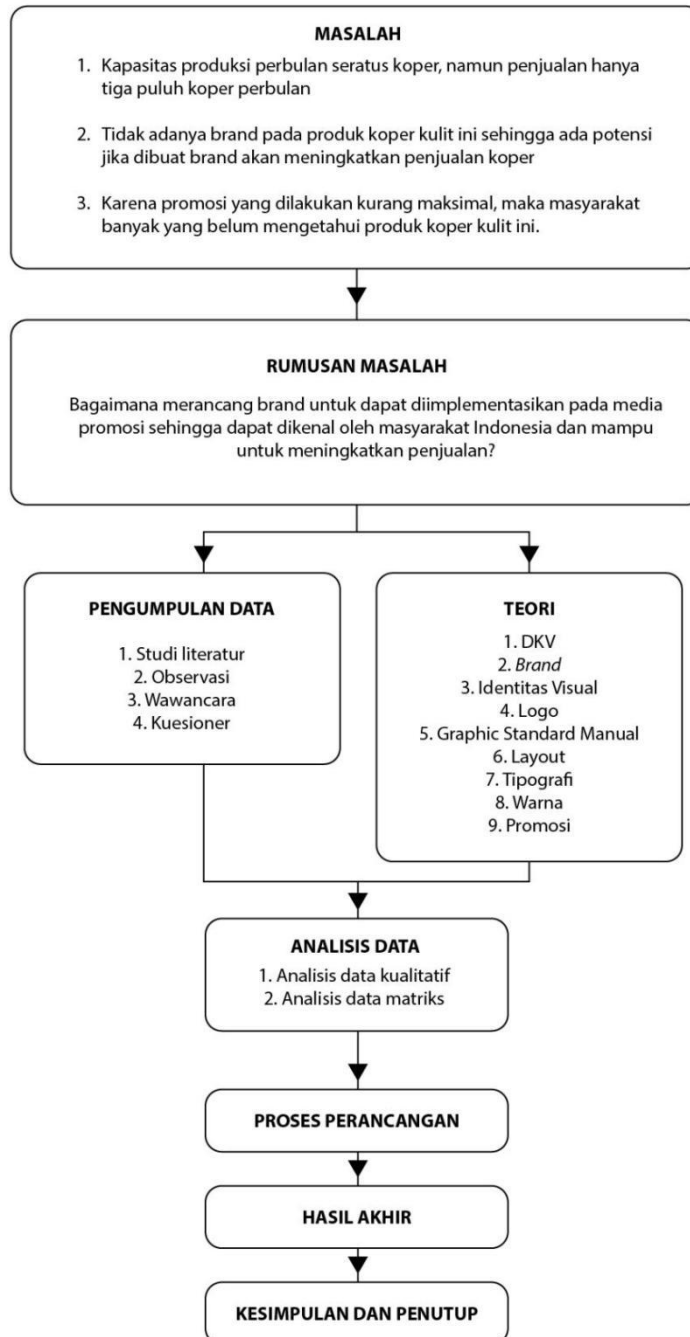 MASALAH
1. Kapasitas produksi perbulan seratus koper, namun penjualan hanya
tiga puluh koper perbulan
2. Tidak adanya brand pada produk koper kulit ini sehingga ada potensi
jika dibuat brand akan meningkatkan penjualan koper
3. Karena promosi yang dilakukan kurang maksimal, maka masyarakat
banyak yang belum mengetahui produk koper kulit ini.
RUMUSAN MASALAH
Bagaimana merancang brand untuk dapat diimplementasikan pada media
promosi sehingga dapat dikenal oleh masyarakat Indonesia dan mampu
untuk meningkatkan penjualan?
PENGUMPULAN DATA
1. Studi literatur
2. Observasi
3. Wawancara
4. Kuesioner
TEORI
1. DKV
2. Brand
3. Identitas Visual
4. Logo
5. Graphic Standard Manual
6. Layout
7. Tipografi
8. Warna
9. Promosi
ANALISIS DATA
1. Analisis data kualitatif
2. Analisis data matriks
PROSES PERANCANGAN
HASIL AKHIR
KESIMPULAN DAN PENUTUP